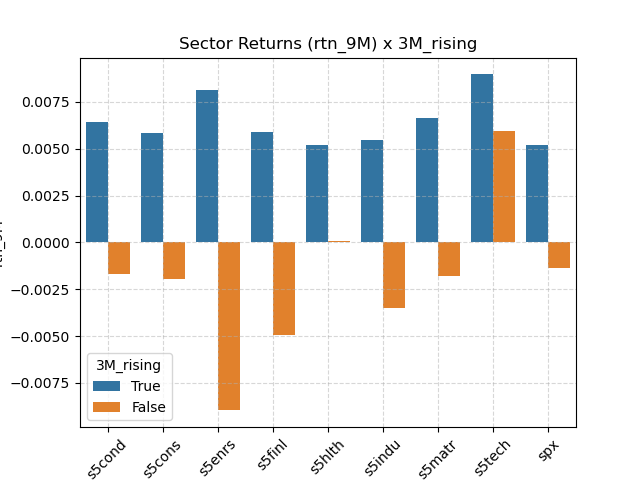 Sector Returns (rtn_9M) x 3M_rising
0.0075
0.0050
0.0025
0.0000
−0.0025
−0.0050
−0.0075
3M_rising
True
False
s5cond
s5cons
s5enrs
s5finl
s5hlth
s5indu
s5matr
s5tech
spx